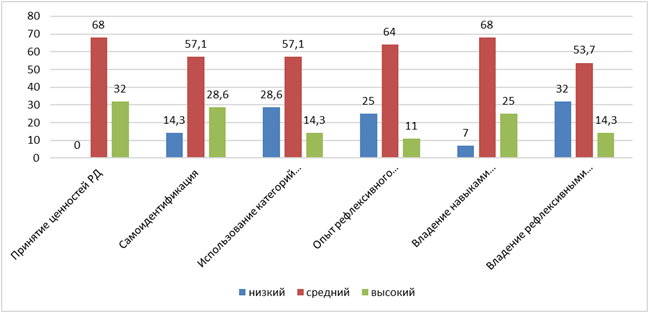 80
70
60
50
40
30
20
10
0
0 68 32
14,3 57,1 28,6
28,6 57,1 14,3
25 64 11
7 68 25
32 53,7 14,3
Принятие ценностей РД
Самоидентификация
Использование категорий...
Опыт рефлексивного...
Владение навыками...
Владение рефлексивными...
низкий средний высокий